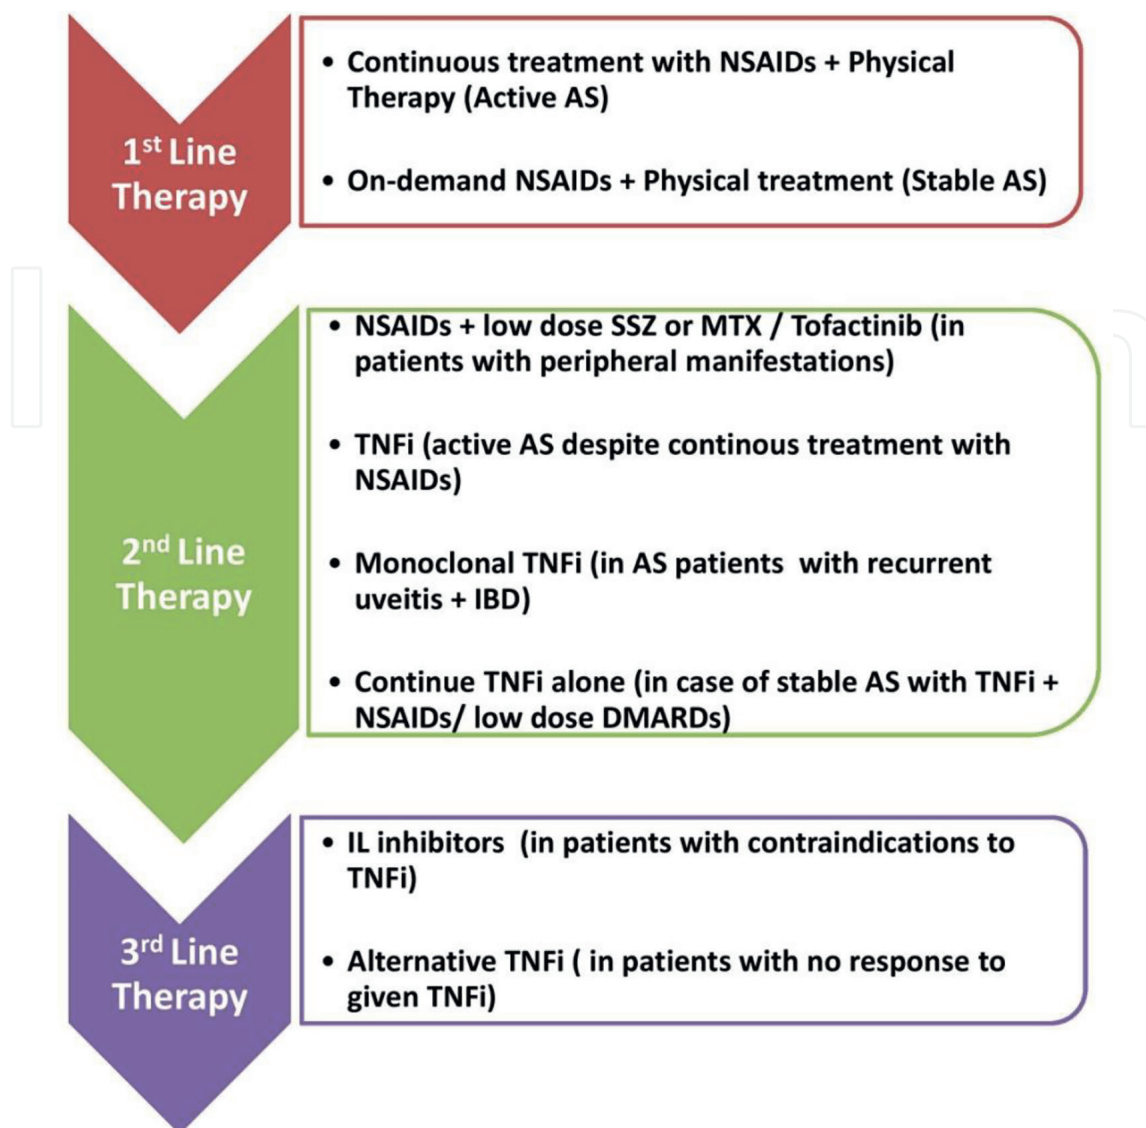 1st Line
Therapy
• Continuous treatment with NSAIDs + Physical
Therapy (Active AS)
• On-demand NSAIDs + Physical treatment (Stable AS)
2nd Line
Therapy
• NSAIDs + low dose SSZ or MTX / Tofactinib (in
patients with peripheral manifestations)
• TNFi (active AS despite continous treatment with
NSAIDs)
• Monoclonal TNFi (in AS patients with recurrent
uveitis + IBD)
• Continue TNFi alone (in case of stable AS with TNFi +
NSAIDs/ low dose DMARDs)
3rd Line
Therapy
• IL inhibitors (in patients with contraindications to
TNFi)
• Alternative TNFi ( in patients with no response to
given TNFi)